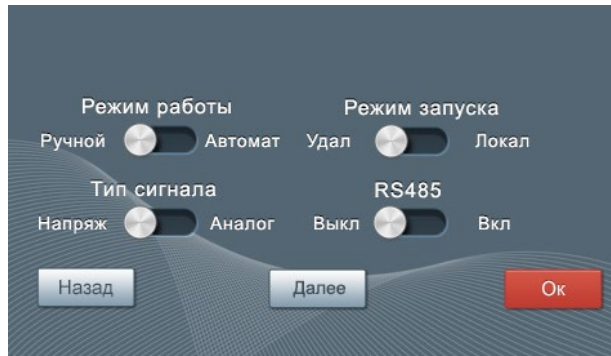 Режим работы Режим запуска
Ручной Автомат Удал Локал
Тип сигнала RS485
Напряж Аналог Выкл Вкл
Назад Далее Ок